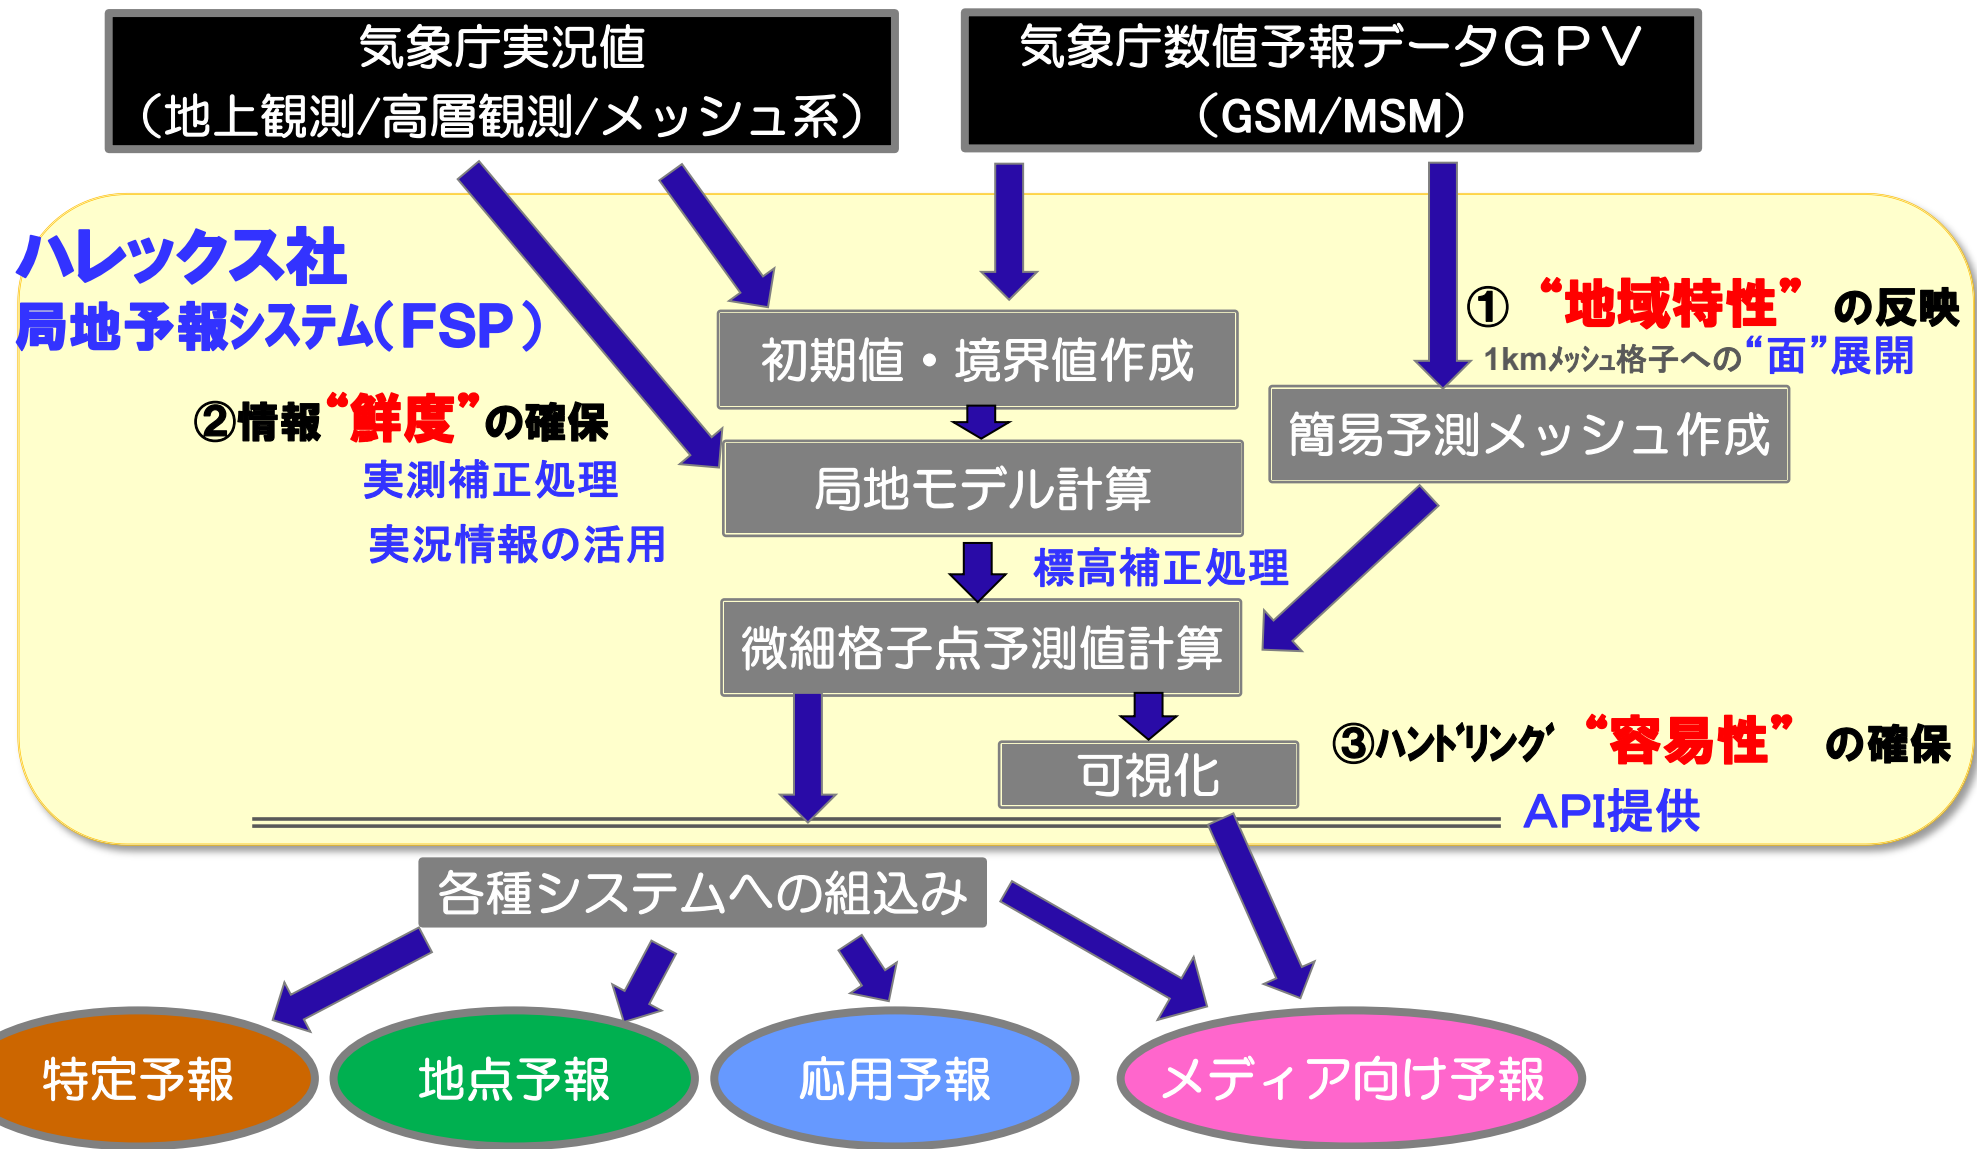 気象庁実況値
（地上観測/高層観測/メッシュ系）
気象庁数値予報データＧＰＶ
（GSM/MSM）
ハレックス社
局地予報ｼｽﾃﾑ（FSP）
① “地域特性” の反映
1kmﾒｯｼｭ格子への“面”展開
初期値・境界値作成
②情報“鮮度”の確保
実測補正処理
実況情報の活用
簡易予測メッシュ作成
局地モデル計算
標高補正処理
微細格子点予測値計算
③ﾊﾝﾄﾞﾘﾝｸﾞ “容易性” の確保
API提供
可視化
各種システムへの組込み
特定予報
地点予報
応用予報
メディア向け予報